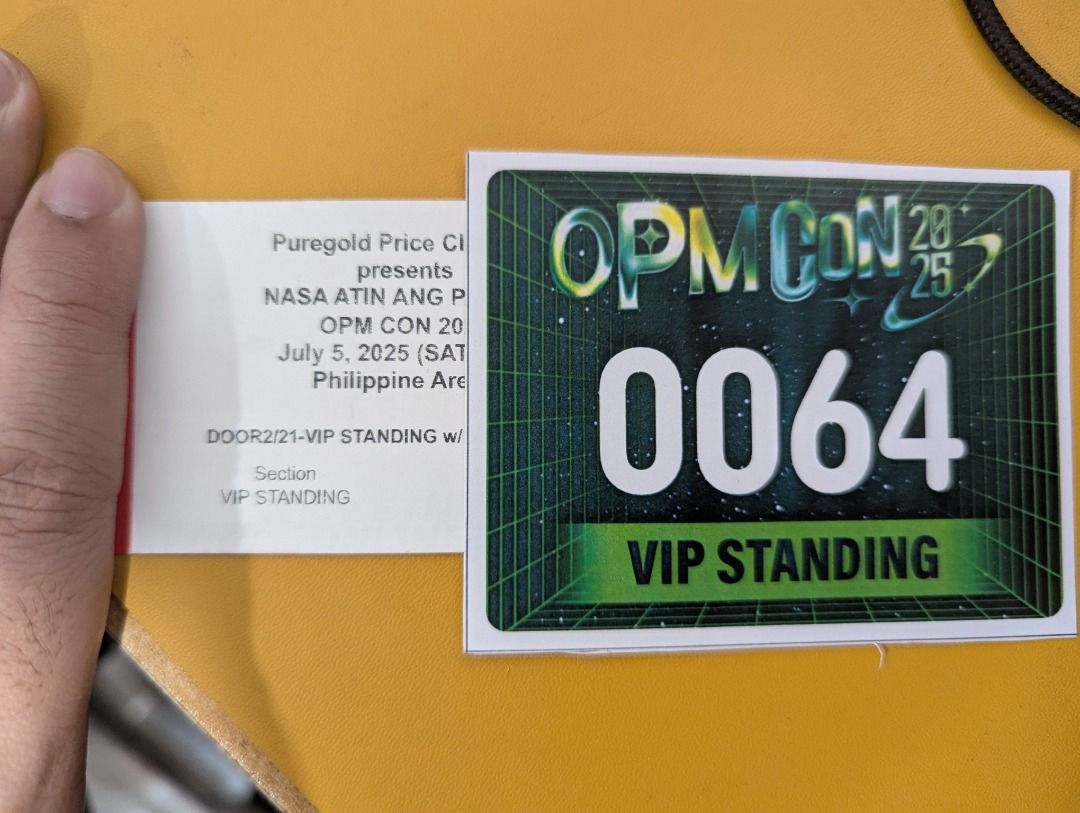 Puregold Price Cl
presents
NASA ATIN ANG P
OPM CON 20
July 5, 2025 (SAT
Philippine Are
DOOR2/21-VIP STANDING w/
Section
VIP STANDING
OPM CON 2025
0064
VIP STANDING